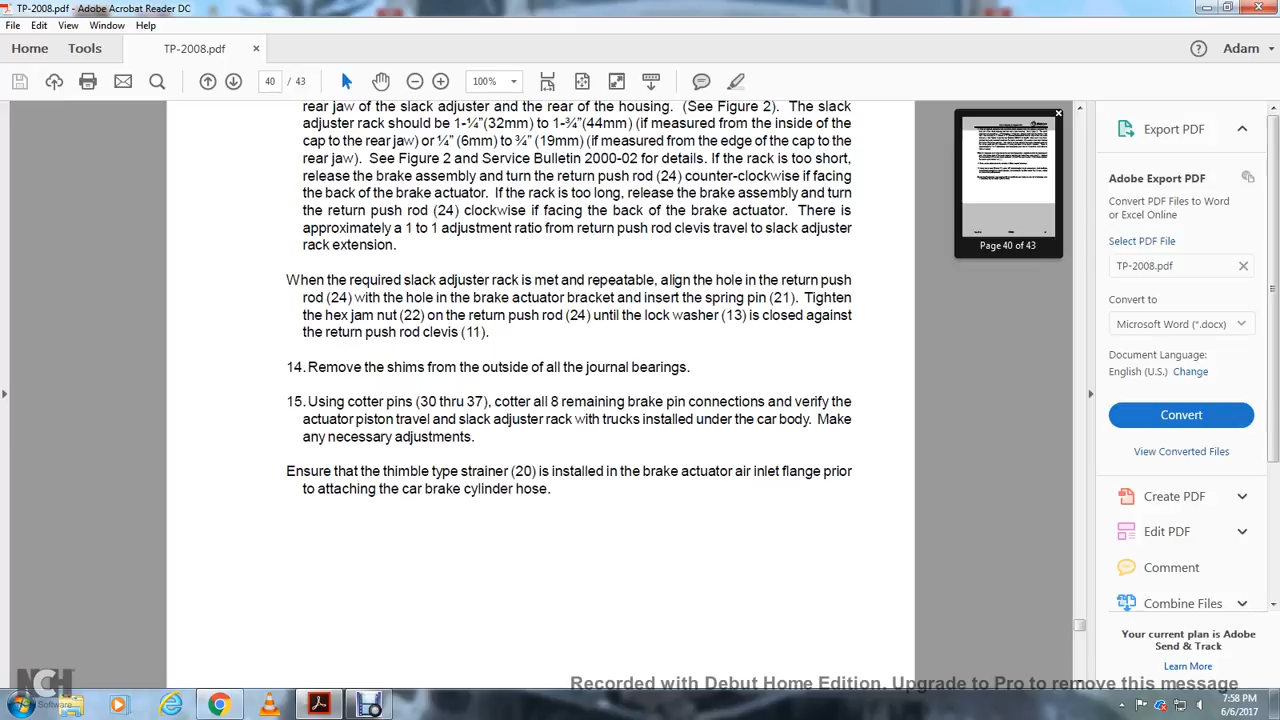 TP-2008.pdf - Adobe Acrobat Reader DC
File Edit View Window Help
Home Tools TP-2008.pdf Adam
40 / 43 100%
rear jaw of the slack adjuster and the rear of the housing. (See Figure 2). The slack
adjuster rack should be 1-¼”(32mm) to 1-¾”(44mm) (if measured from the inside of the
cap to the rear jaw) or ¼” (6mm) to ¾” (19mm) (if measured from the edge of the cap to the
rear jaw). See Figure 2 and Service Bulletin 2000-02 for details. If the rack is too short,
release the brake assembly and turn the return push rod (24) counter-clockwise if facing
the back of the brake actuator. If the rack is too long, release the brake assembly and turn
the return push rod (24) clockwise if facing the back of the brake actuator. There is
approximately a 1 to 1 adjustment ratio from return push rod clevis travel to slack adjuster
rack extension.
When the required slack adjuster rack is met and repeatable, align the hole in the return push
rod (24) with the hole in the brake actuator bracket and insert the spring pin (21). Tighten
the hex jam nut (22) on the return push rod (24) until the lock washer (13) is closed against
the return push rod clevis (11).
14. Remove the shims from the outside of all the journal bearings.
15. Using cotter pins (30 thru 37), cotter all 8 remaining brake pin connections and verify the
actuator piston travel and slack adjuster rack with trucks installed under the car body. Make
any necessary adjustments.
Ensure that the thimble type strainer (20) is installed in the brake actuator air inlet flange prior
to attaching the car brake cylinder hose.
Page 40 of 43
Export PDF
Adobe Export PDF
Convert PDF Files to Word
or Excel Online
Select PDF File
TP-2008.pdf
Convert to
Microsoft Word (*.docx)
Document Language:
English (U.S.) Change
Convert
View Converted Files
Create PDF
Edit PDF
Comment
Combine Files
Your current plan is Adobe
Send & Track
Learn More
NCH
Software
Recorded with Debut Home Edition. Upgrade to Pro to remove this message
7:58 PM
6/6/2017